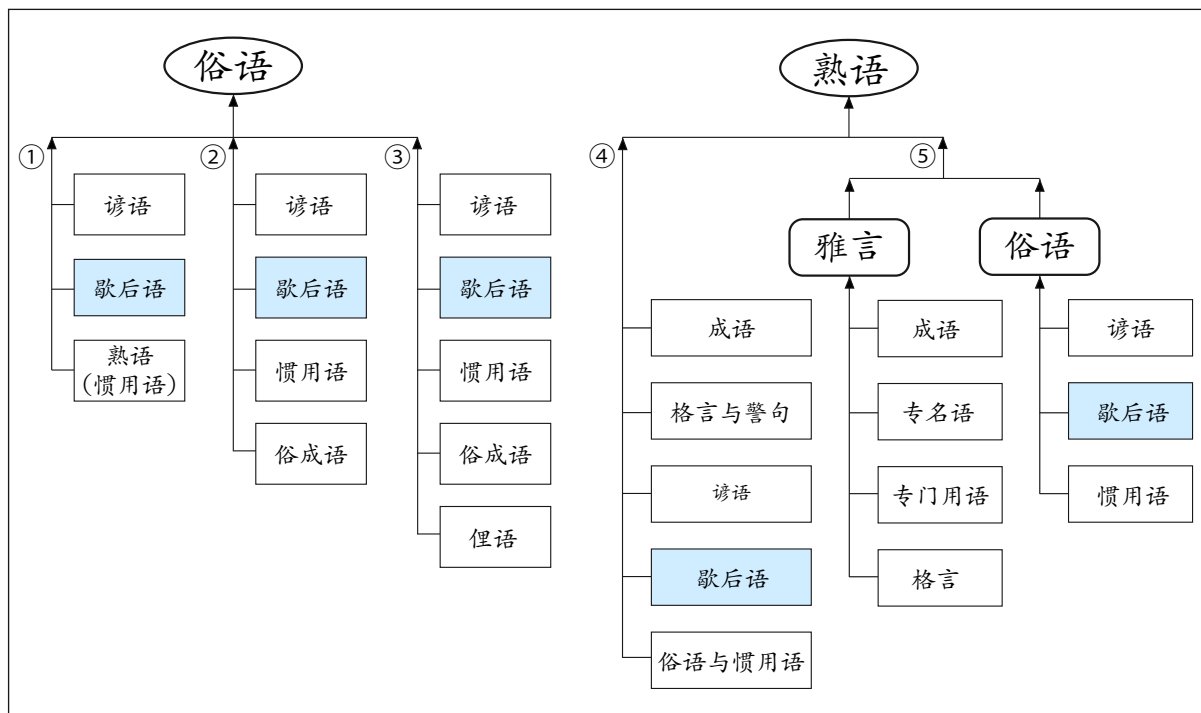 俗语
①
谚语
歇后语
熟语
(惯用语)
②
谚语
歇后语
惯用语
俗成语
③
谚语
歇后语
惯用语
俗成语
俚语
熟语
④
成语
格言与警句
谚语
歇后语
俗语与惯用语
⑤
雅言
成语
专名语
专门用语
格言
俗语
谚语
歇后语
惯用语